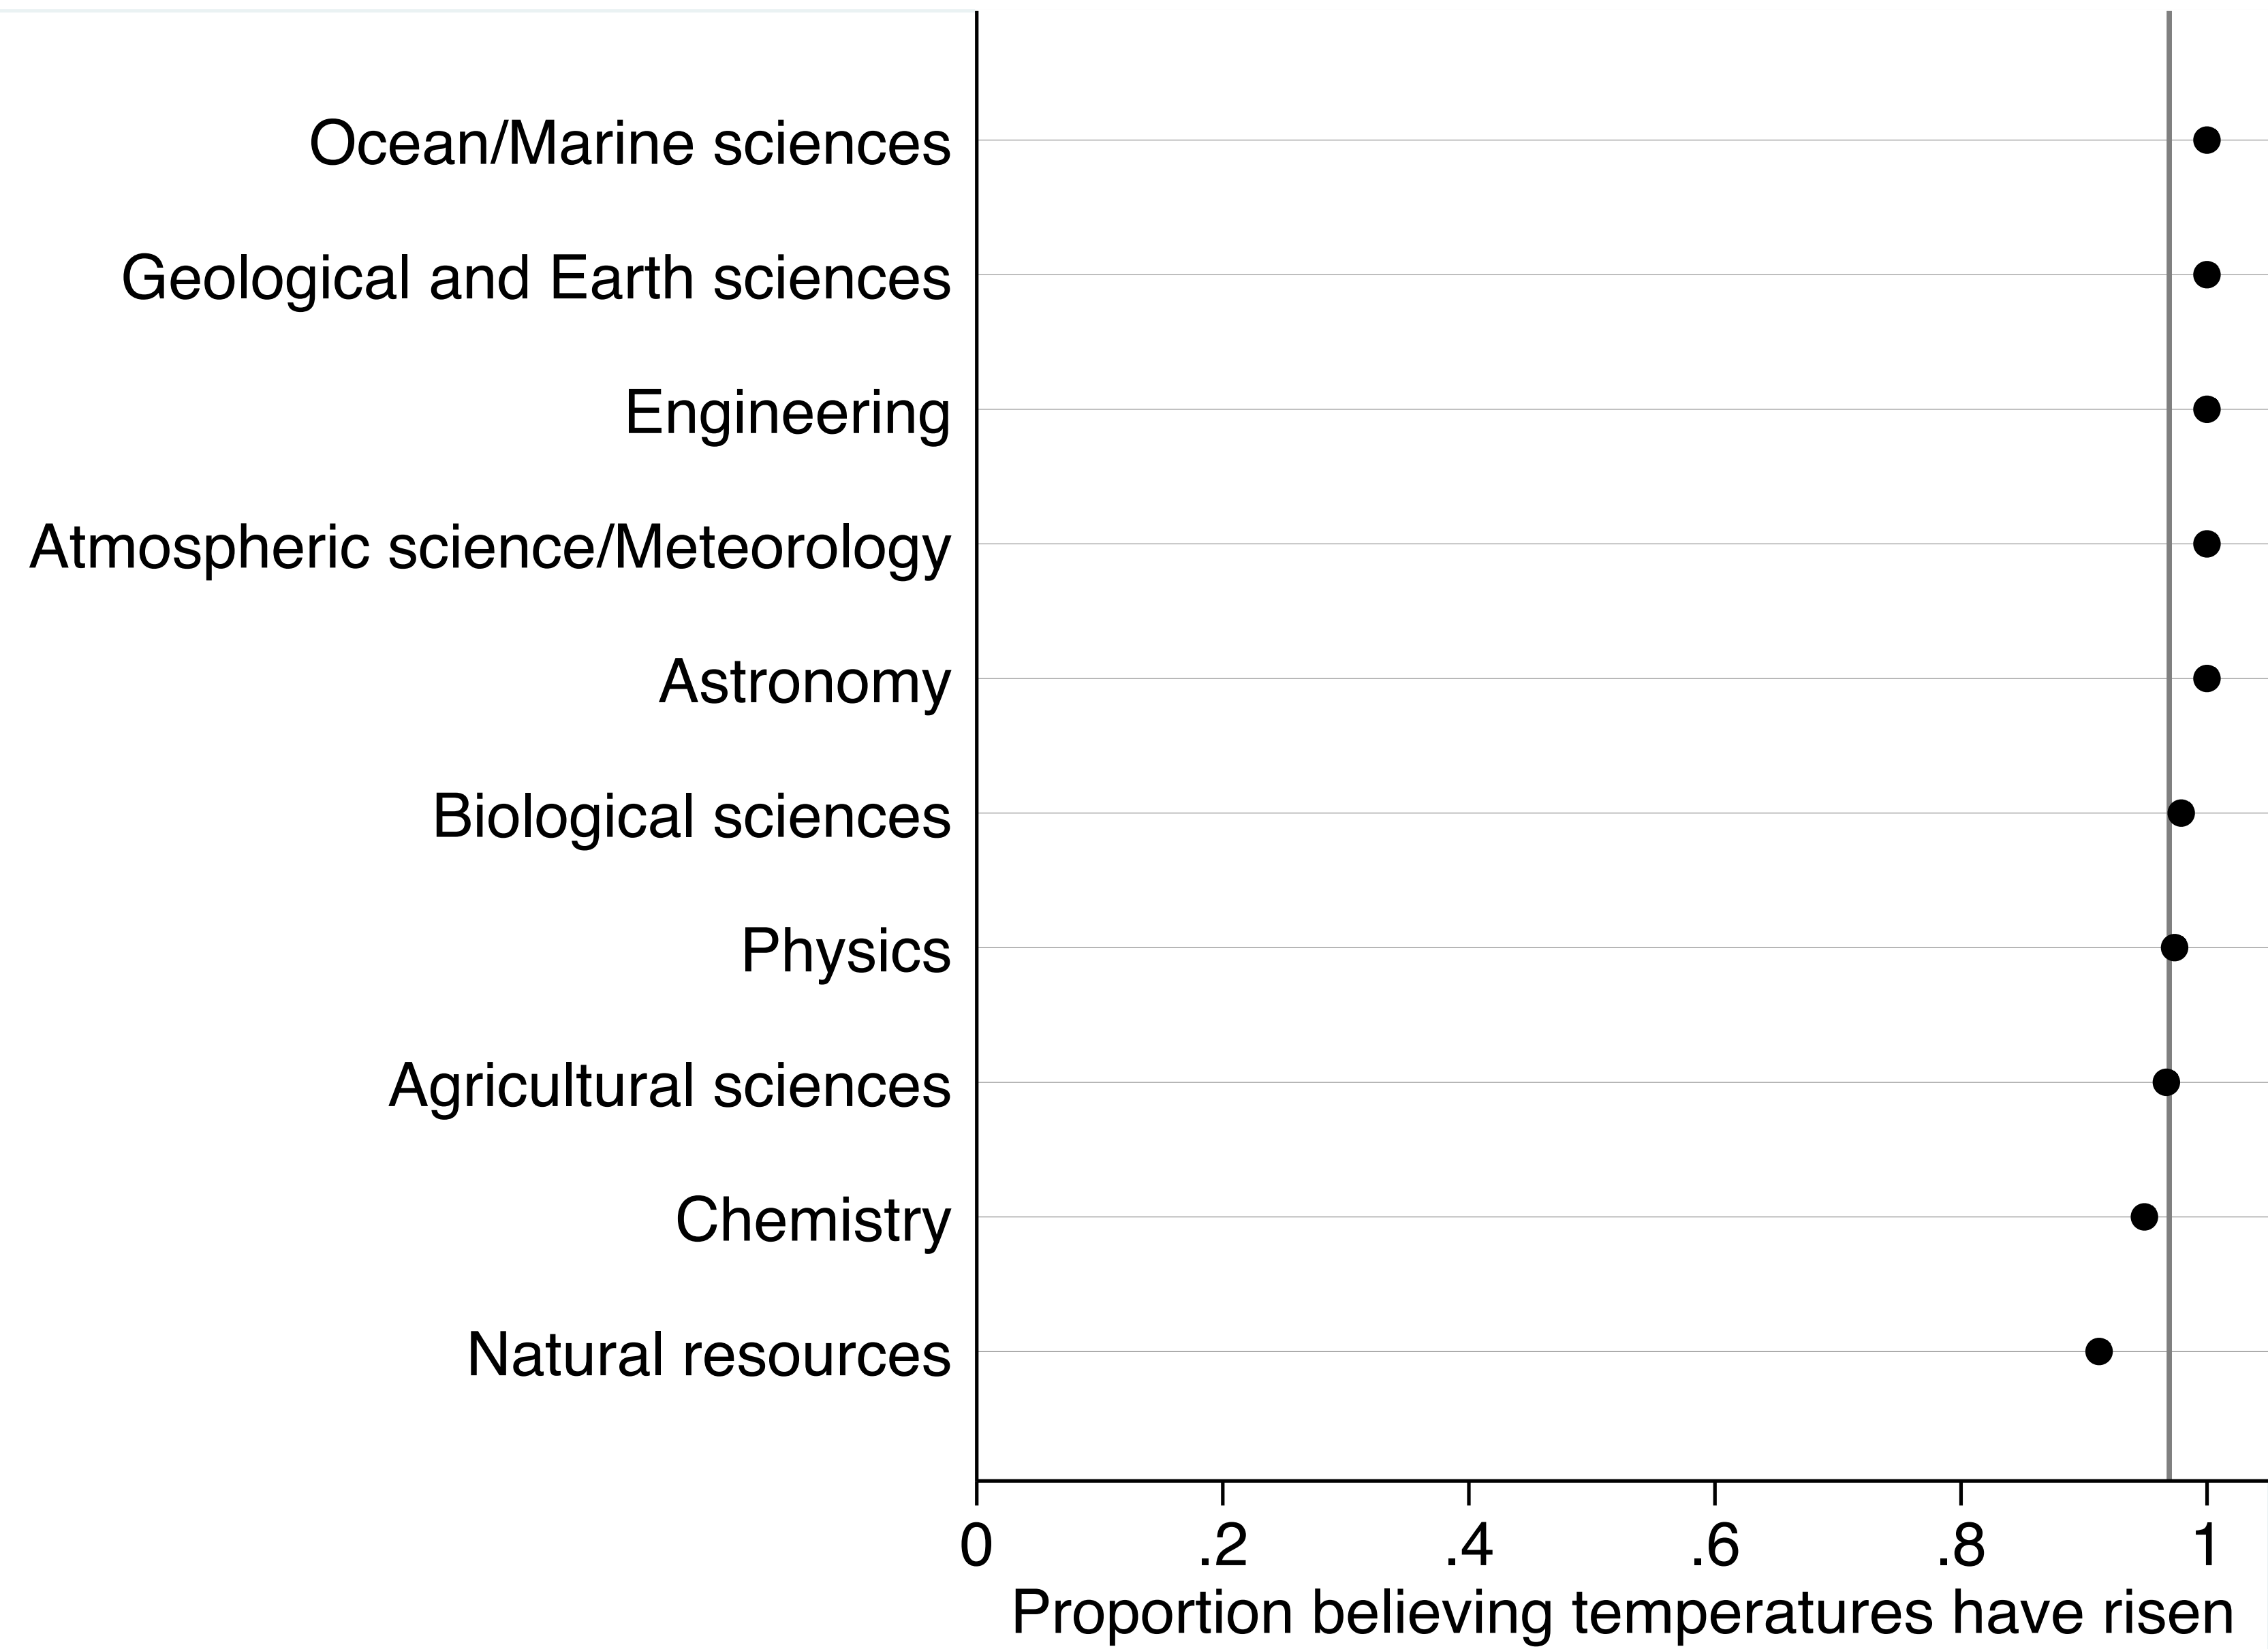 Ocean/Marine sciences
Geological and Earth sciences
Engineering
Atmospheric science/Meteorology
Astronomy
Biological sciences
Physics
Agricultural sciences
Chemistry
Natural resources
0 .2 .4 .6 .8 1
Proportion believing temperatures have risen